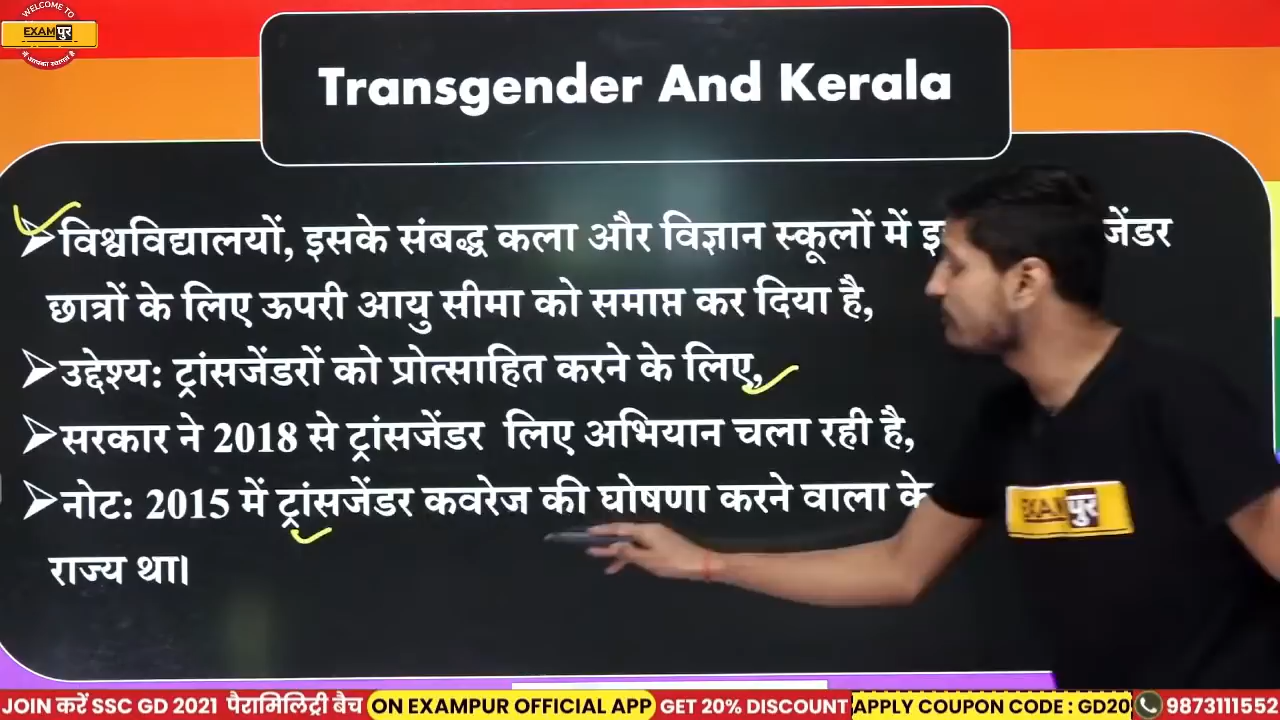 WELCOME TO
EXAMपुर
Transgender And Kerala
विश्वविद्यालयों, इसके संबद्ध कला और विज्ञान स्कूलों में
छात्रों के लिए ऊपरी आयु सीमा को समाप्त कर दिया है,
उद्देश्य: ट्रांसजेंडरों को प्रोत्साहित करने के लिए,
सरकार ने 2018 से ट्रांसजेंडर लिए अभियान चला रही है,
नोट: 2015 में ट्रांसजेंडर कवरेज की घोषणा करने वाला
राज्य था।
EXAMपुर
JOIN करें SSC GD 2021 पैरामिलिट्री बैच ON EXAMPUR OFFICIAL APP GET 20% DISCOUNT APPLY COUPON CODE : GD20 9873111552